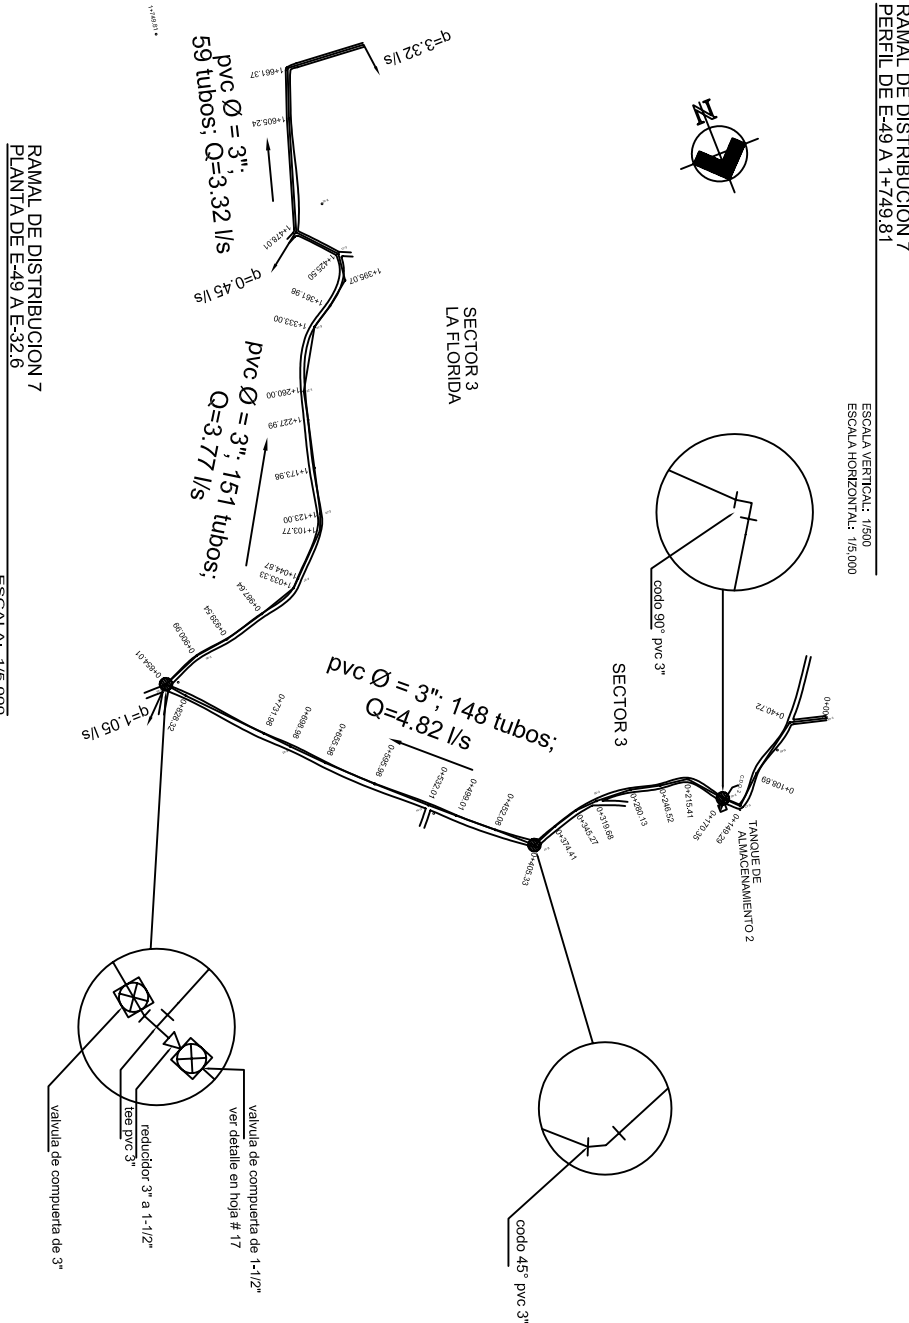 RAMAL DE DISTRIBUCION 7
PERFIL DE E-49 A 1+749.81
ESCALA VERTICAL: 1/500
ESCALA HORIZONTAL: 1/5,000
N
SECTOR 3
LA FLORIDA
SECTOR 3
TANQUE DE
ALMACENAMIENTO 2
codo 90° pvc 3"
codo 45° pvc 3"
pvc Ø = 3"; 148 tubos;
Q=4.82 l/s
pvc Ø = 3"; 151 tubos;
Q=3.77 l/s
pvc Ø = 3";
59 tubos; Q=3.32 l/s
q=3.32 l/s
q=0.45 l/s
q=1.05 l/s
0+40.72
0+108.69
0+149.29
0+170.35
0+215.41
0+246.52
0+280.13
0+319.68
0+345.27
0+374.41
0+405.33
0+452.08
0+499.01
0+532.01
0+595.98
0+655.98
0+698.98
0+731.98
0+828.32
0+854.01
0+900.99
0+939.54
0+987.64
1+033.33
1+044.87
1+103.77
1+123.00
1+173.98
1+227.99
1+260.00
1+333.00
1+361.98
1+395.07
1+425.50
1+478.01
1+605.24
1+661.37
1+749.81
valvula de compuerta de 1-1/2"
ver detalle en hoja # 17
reducidor 3" a 1-1/2"
tee pvc 3"
valvula de compuerta de 3"
RAMAL DE DISTRIBUCION 7
PLANTA DE E-49 A E-32.6